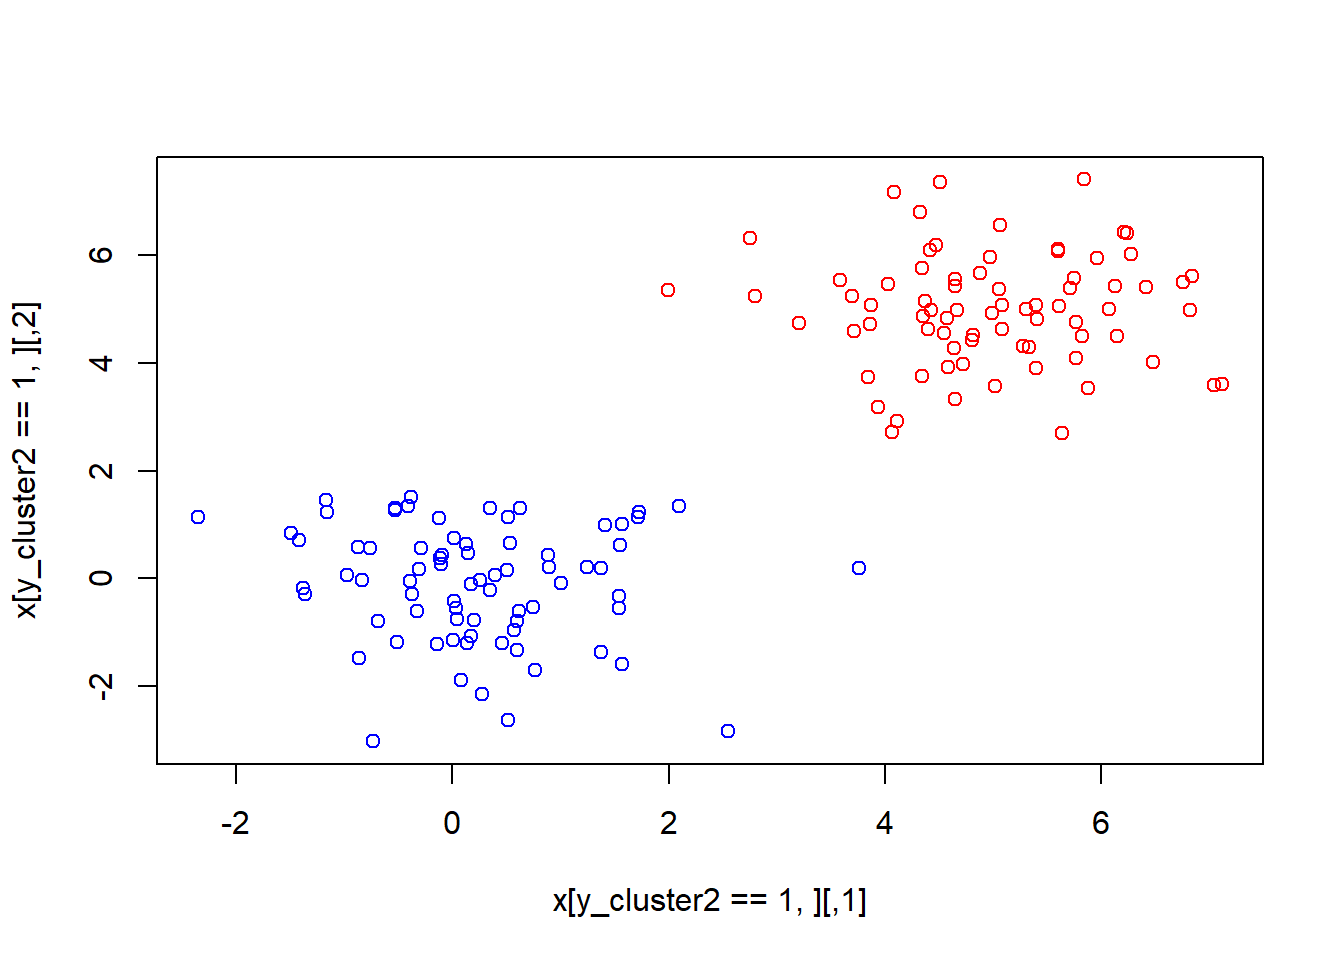 x[y_cluster2 == 1, ][,2]
6
4
2
0
-2
-2 0 2 4 6
x[y_cluster2 == 1, ][,1]